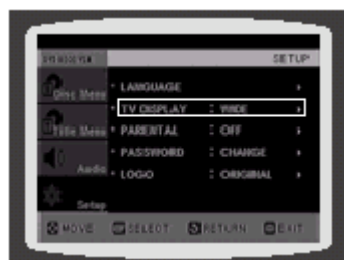 SETUP
Disc Menu
LANGUAGE
TV DISPLAY : WIDE
Title Menu
PARENTAL : OFF
PASSWORD : CHANGE
Audio
LOGO : ORIGINAL
Setup
MOVE SELECT RETURN EXIT